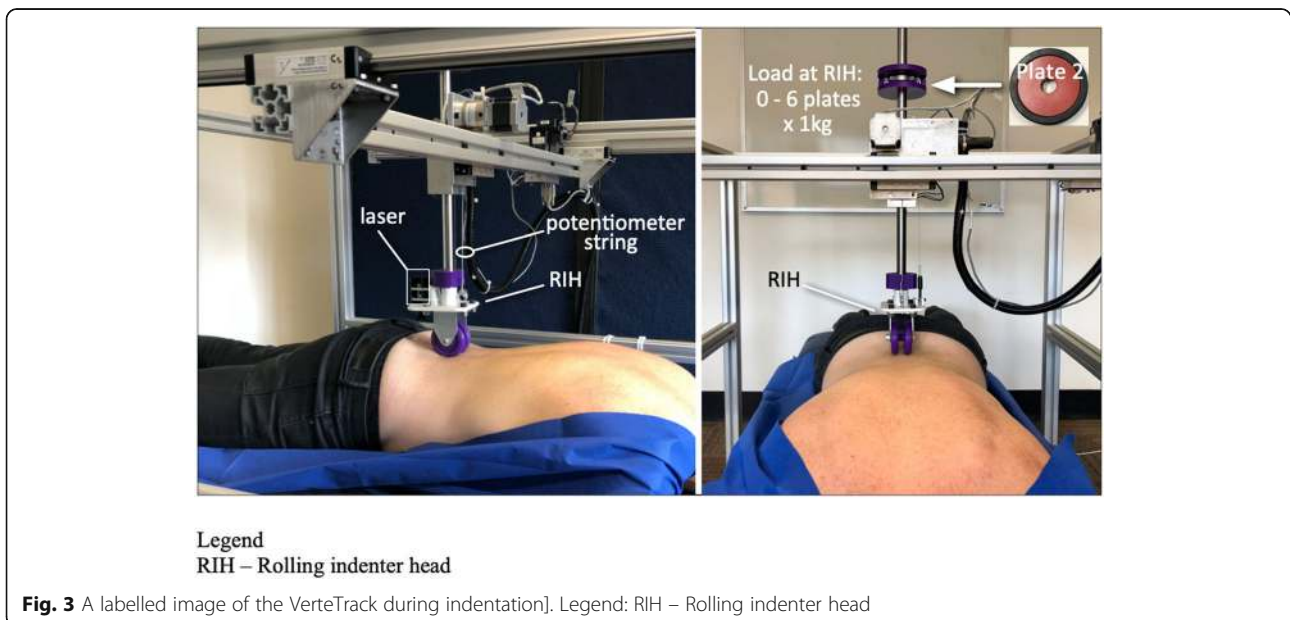 laser
potentiometer
string
RIH
Load at RIH:
0 - 6 plates
x 1kg
Plate 2
RIH
Legend
RIH – Rolling indenter head
Fig. 3 A labelled image of the VerteTrack during indentation]. Legend: RIH – Rolling indenter head